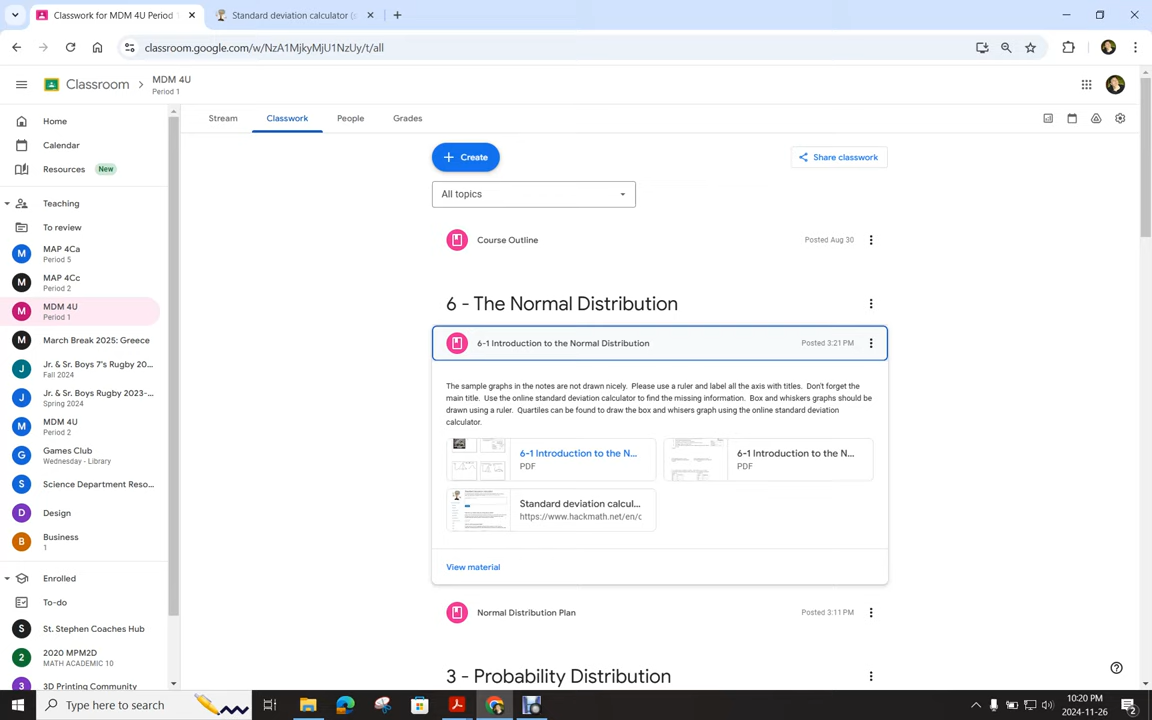 Classwork for MDM 4U Period
Standard deviation calculator (
classroom.google.com/w/NzA1MjkyMjU1NzUy/t/all
Classroom
MDM 4U
Period 1
Stream
Classwork
People
Grades
Home
Calendar
Resources
New
Teaching
To review
MAP 4Ca
Period 5
MAP 4Cc
Period 2
MDM 4U
Period 1
March Break 2025: Greece
Jr. & Sr. Boys 7's Rugby 20...
Fall 2024
Jr. & Sr. Boys Rugby 2023-...
Spring 2024
MDM 4U
Period 2
Games Club
Wednesday - Library
Science Department Reso...
Design
Business
1
Enrolled
To-do
St. Stephen Coaches Hub
2020 MPM2D
MATH ACADEMIC 10
3D Printing Community
M
M
M
M
J
J
M
G
S
D
B
S
2
3
Create
Share classwork
All topics
Course Outline
Posted Aug 30
6 - The Normal Distribution
6-1 Introduction to the Normal Distribution
Posted 3:21 PM
The sample graphs in the notes are not drawn nicely. Please use a ruler and label all the axis with titles. Don't forget the
main title. Use the online standard deviation calculator to find the missing information. Box and whiskers graphs should be
drawn using a ruler. Quartiles can be found to draw the box and whisers graph using the online standard deviation
calculator.
6-1 Introduction to the N...
PDF
6-1 Introduction to the N...
PDF
Standard deviation calcul...
https://www.hackmath.net/en/c
View material
Normal Distribution Plan
Posted 3:11 PM
3 - Probability Distribution
Type here to search
10:20 PM
2024-11-26
2